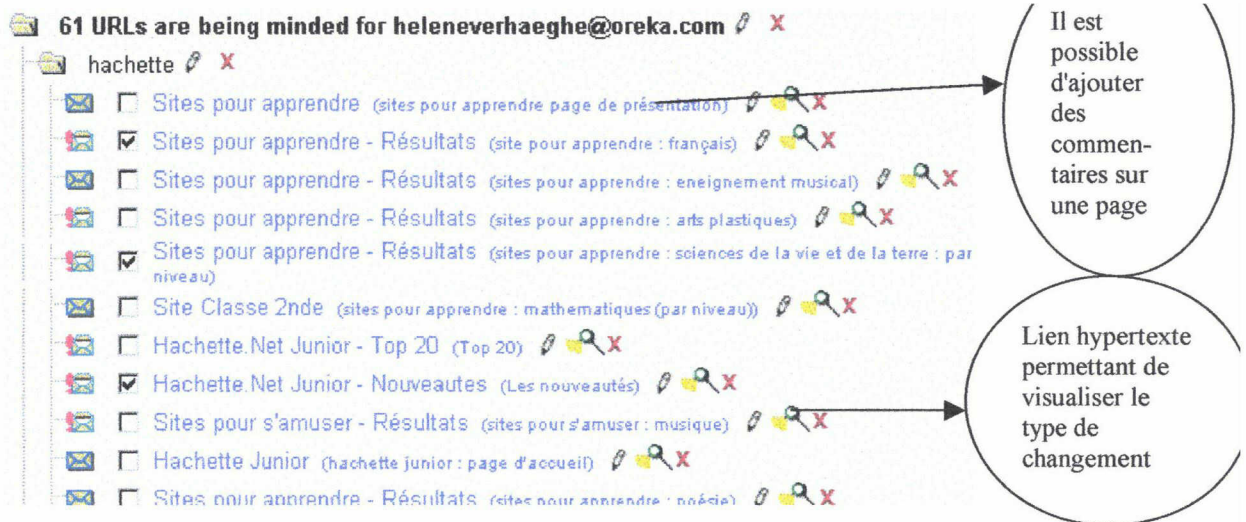 61 URLs are being minded for heleneverhaeghe@oreka.com
hachette
Sites pour apprendre (sites pour apprendre page de présentation)
Sites pour apprendre - Résultats (site pour apprendre : français)
Sites pour apprendre - Résultats (sites pour apprendre : eneignement musical)
Sites pour apprendre - Résultats (sites pour apprendre : arts plastiques)
Sites pour apprendre - Résultats (sites pour apprendre : sciences de la vie et de la terre : par
niveau)
Site Classe 2nde (sites pour apprendre : mathematiques (par niveau))
Hachette.Net Junior - Top 20 (Top 20)
Hachette.Net Junior - Nouveautes (Les nouveautés)
Sites pour s'amuser - Résultats (sites pour s'amuser : musique)
Hachette Junior (hachette junior : page d'accueil)
Sites pour apprendre - Résultats (sites pour apprendre : poésie)
Il est
possible
d'ajouter
des
commen-
taires sur
une page
Lien hypertexte
permettant de
visualiser le
type de
changement